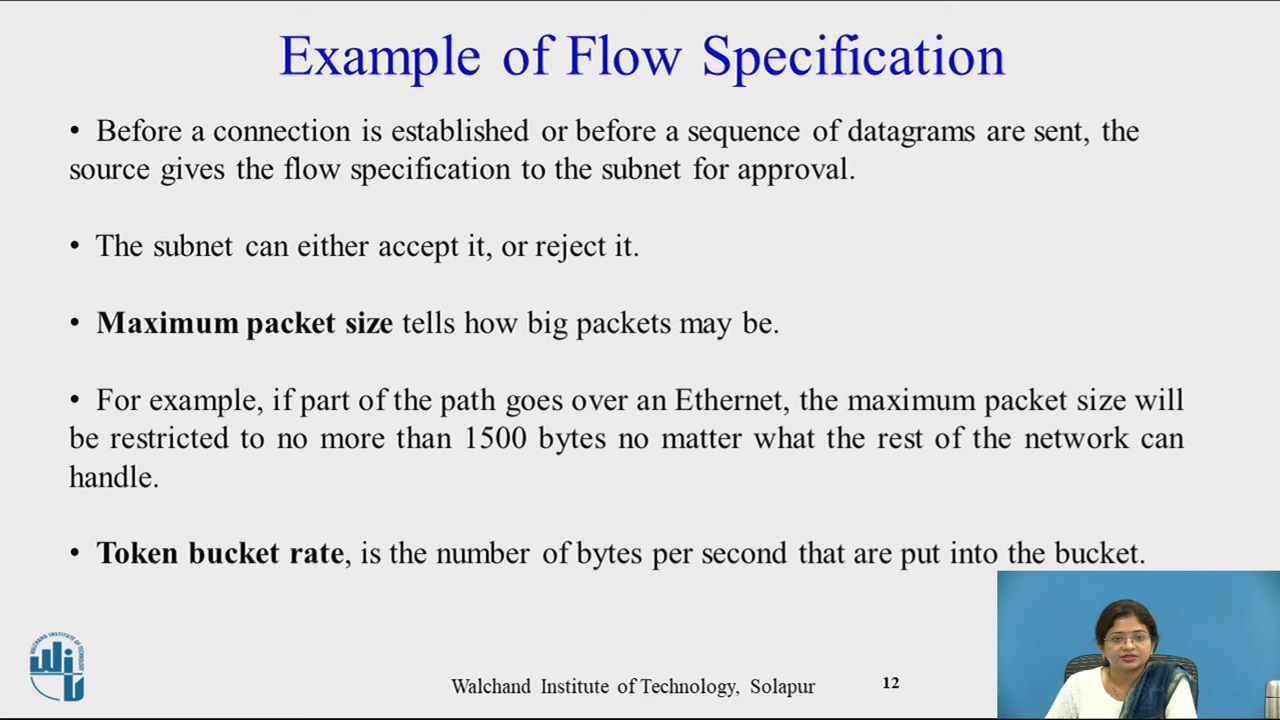 Example of Flow Specification
• Before a connection is established or before a sequence of datagrams are sent, the
source gives the flow specification to the subnet for approval.
• The subnet can either accept it, or reject it.
• Maximum packet size tells how big packets may be.
• For example, if part of the path goes over an Ethernet, the maximum packet size will
be restricted to no more than 1500 bytes no matter what the rest of the network can
handle.
• Token bucket rate, is the number of bytes per second that are put into the bucket.
WALCHAND INSTITUTE OF TECHNOLOGY
WIT
Walchand Institute of Technology, Solapur
12